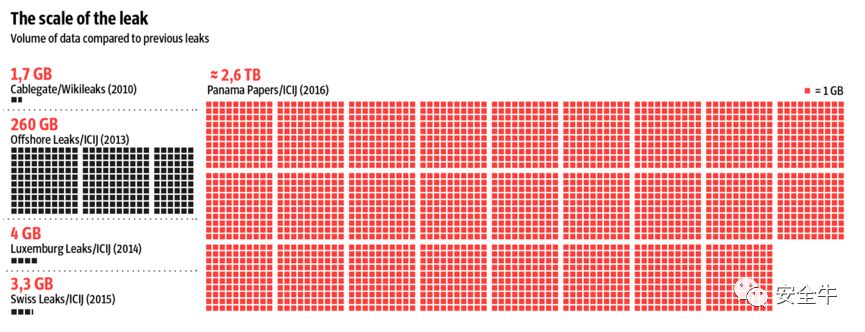 The scale of the leak
Volume of data compared to previous leaks
1,7 GB
Cablegate/Wikileaks (2010)
260 GB
Offshore Leaks/ICIJ (2013)
4 GB
Luxemburg Leaks/ICIJ (2014)
3,3 GB
Swiss Leaks/ICIJ (2015)
≈ 2,6 TB
Panama Papers/ICIJ (2016)
= 1 GB
安全牛